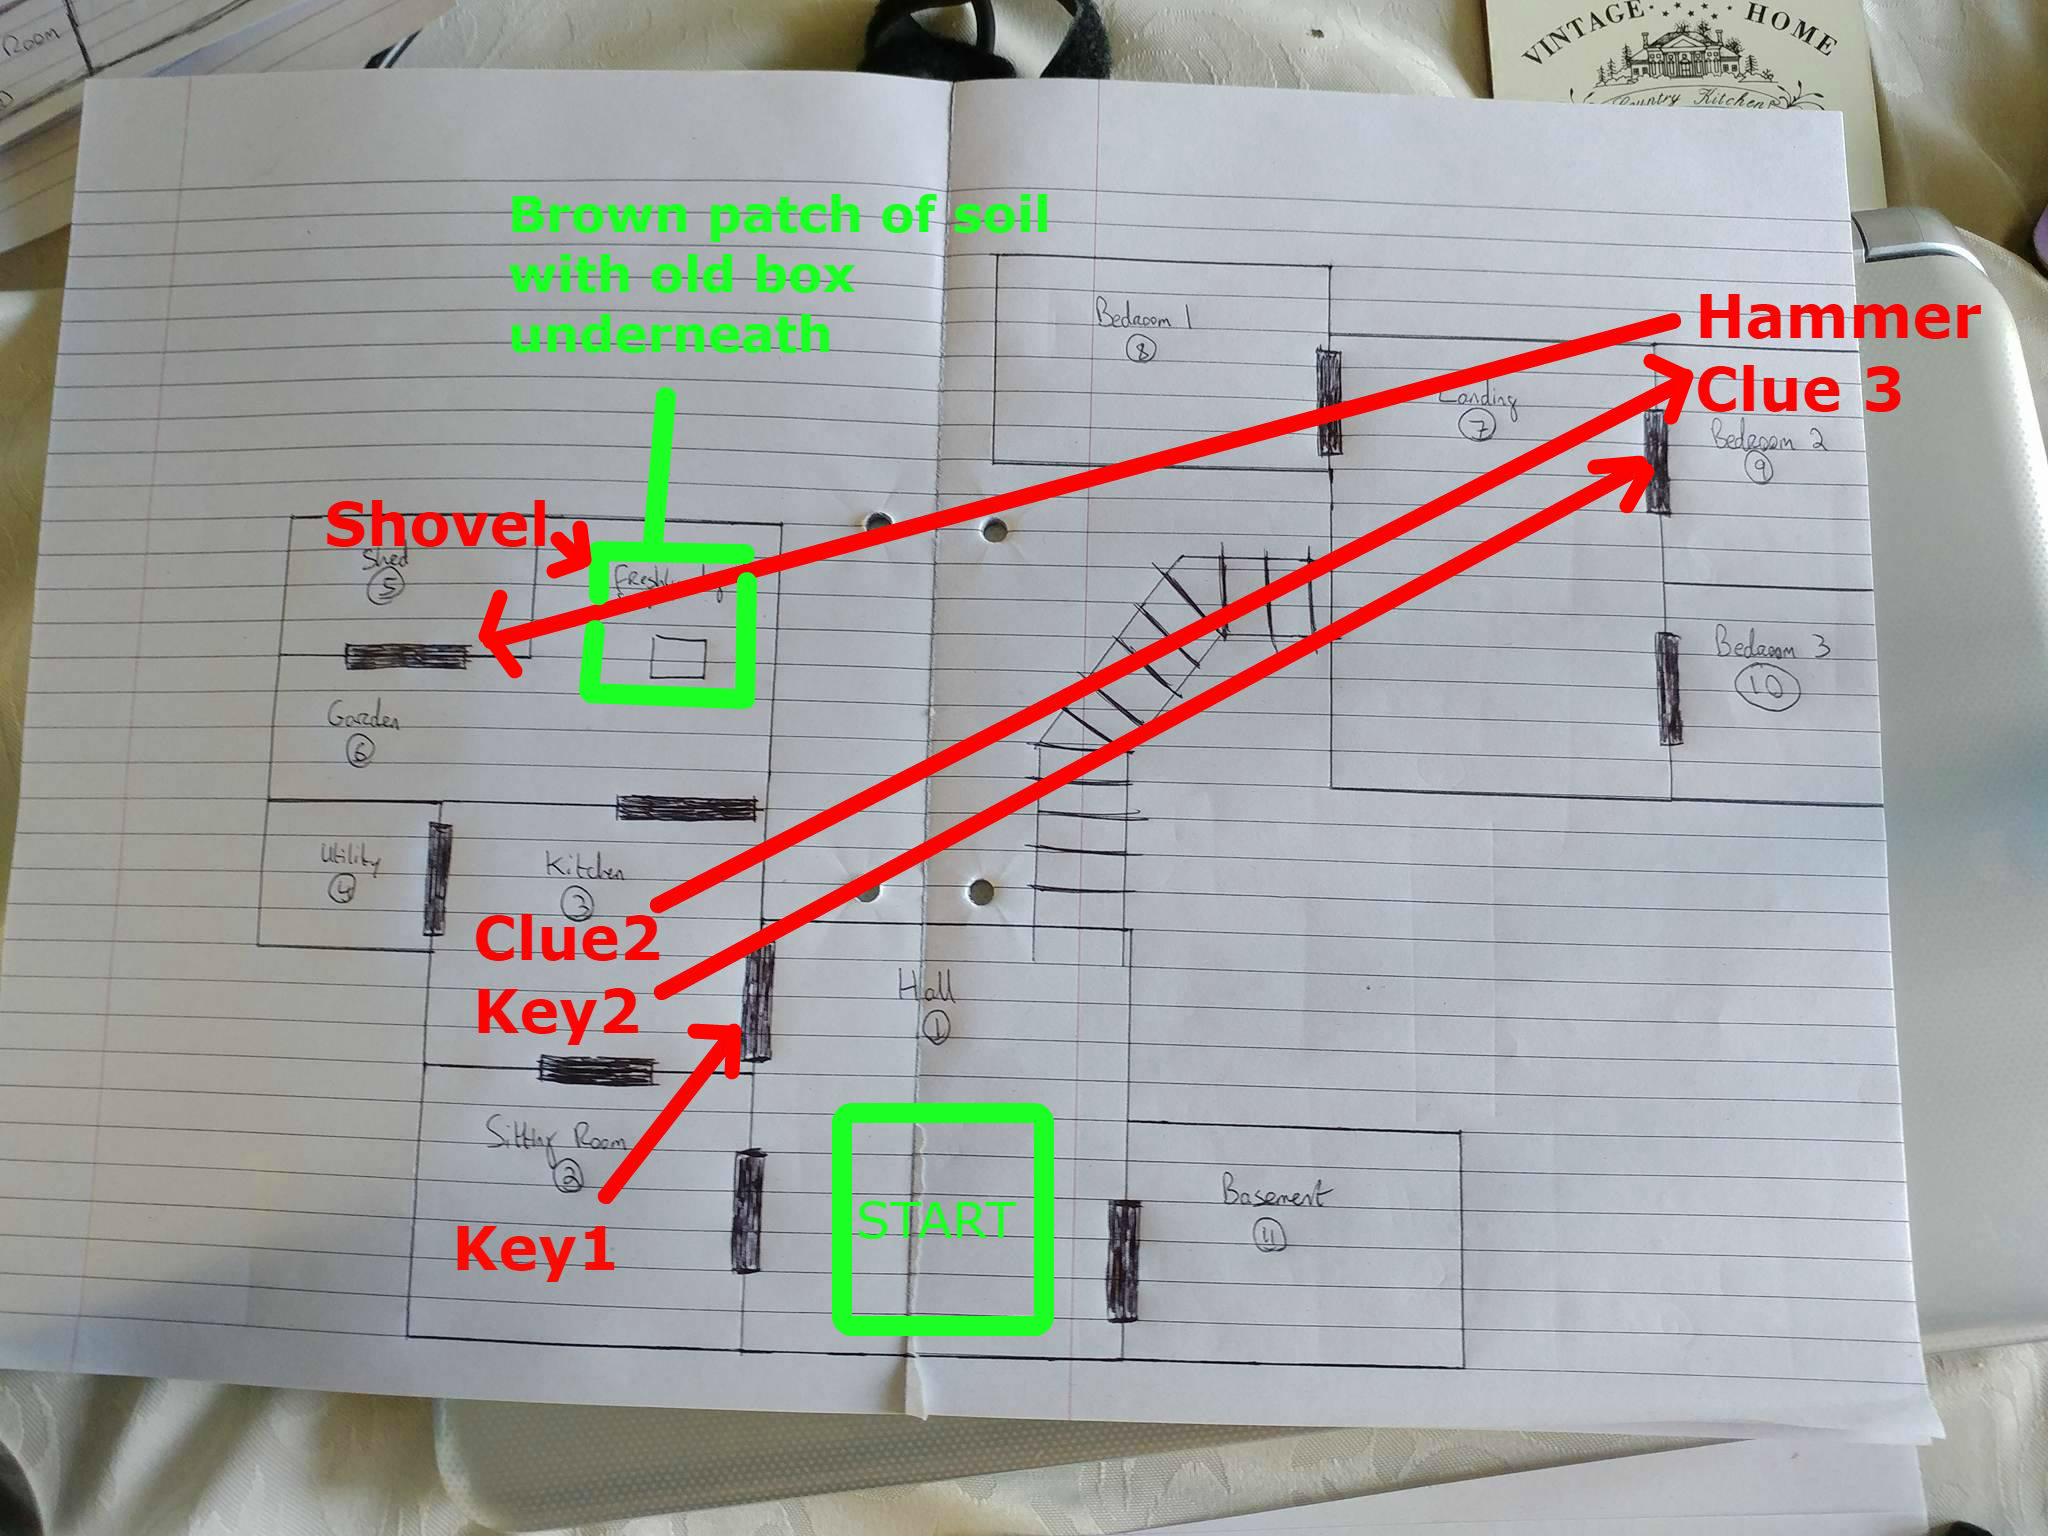 Room
VINTAGE HOME
Country Kitchen
Brown patch of soil
with old box
underneath
Bedroom 1
8
Hammer
Clue 3
Landing
7
Bedroom 2
9
Shovel
Shed
5
Bedroom 3
10
Garden
6
Utility
4
Kitchen
3
Clue2
Key2
Hall
1
Sitting Room
2
START
Basement
11
Key1